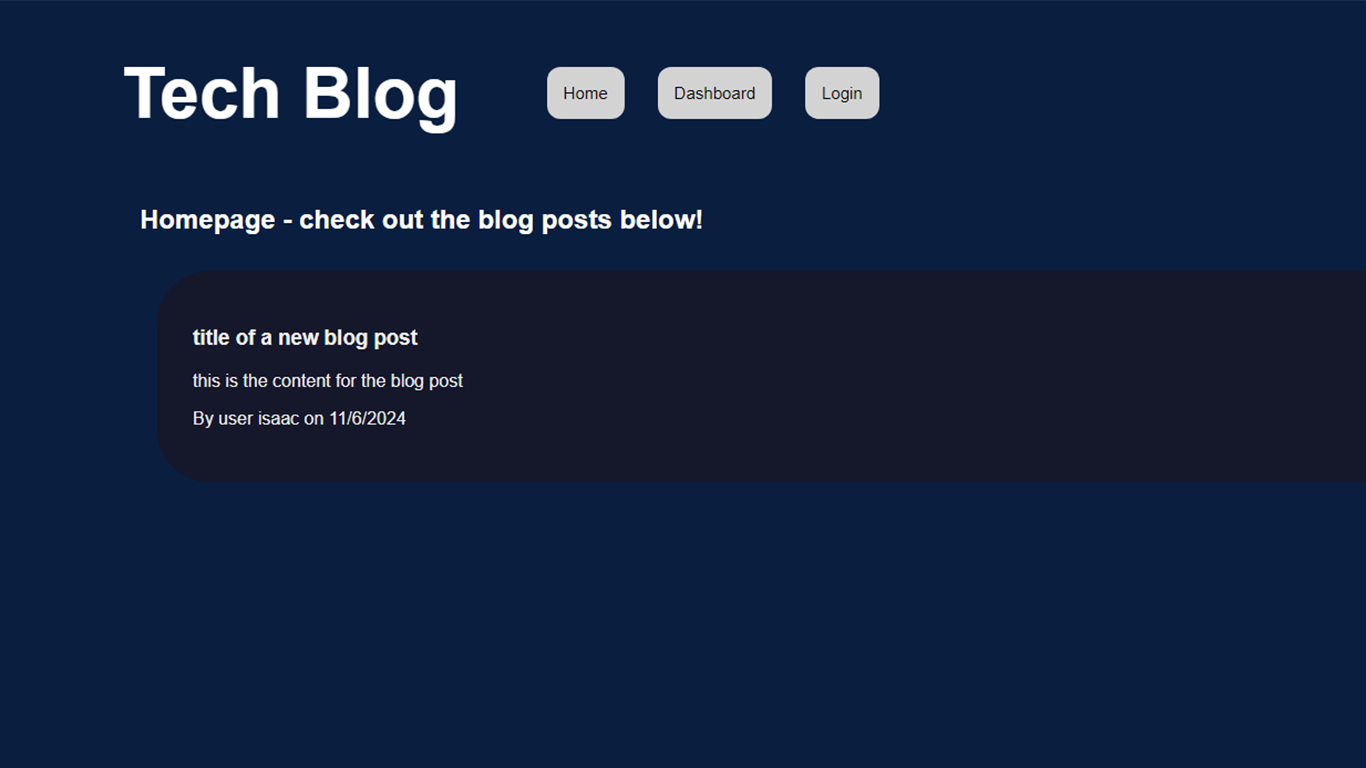 Tech Blog
Home
Dashboard
Login
Homepage - check out the blog posts below!
title of a new blog post
this is the content for the blog post
By user isaac on 11/6/2024